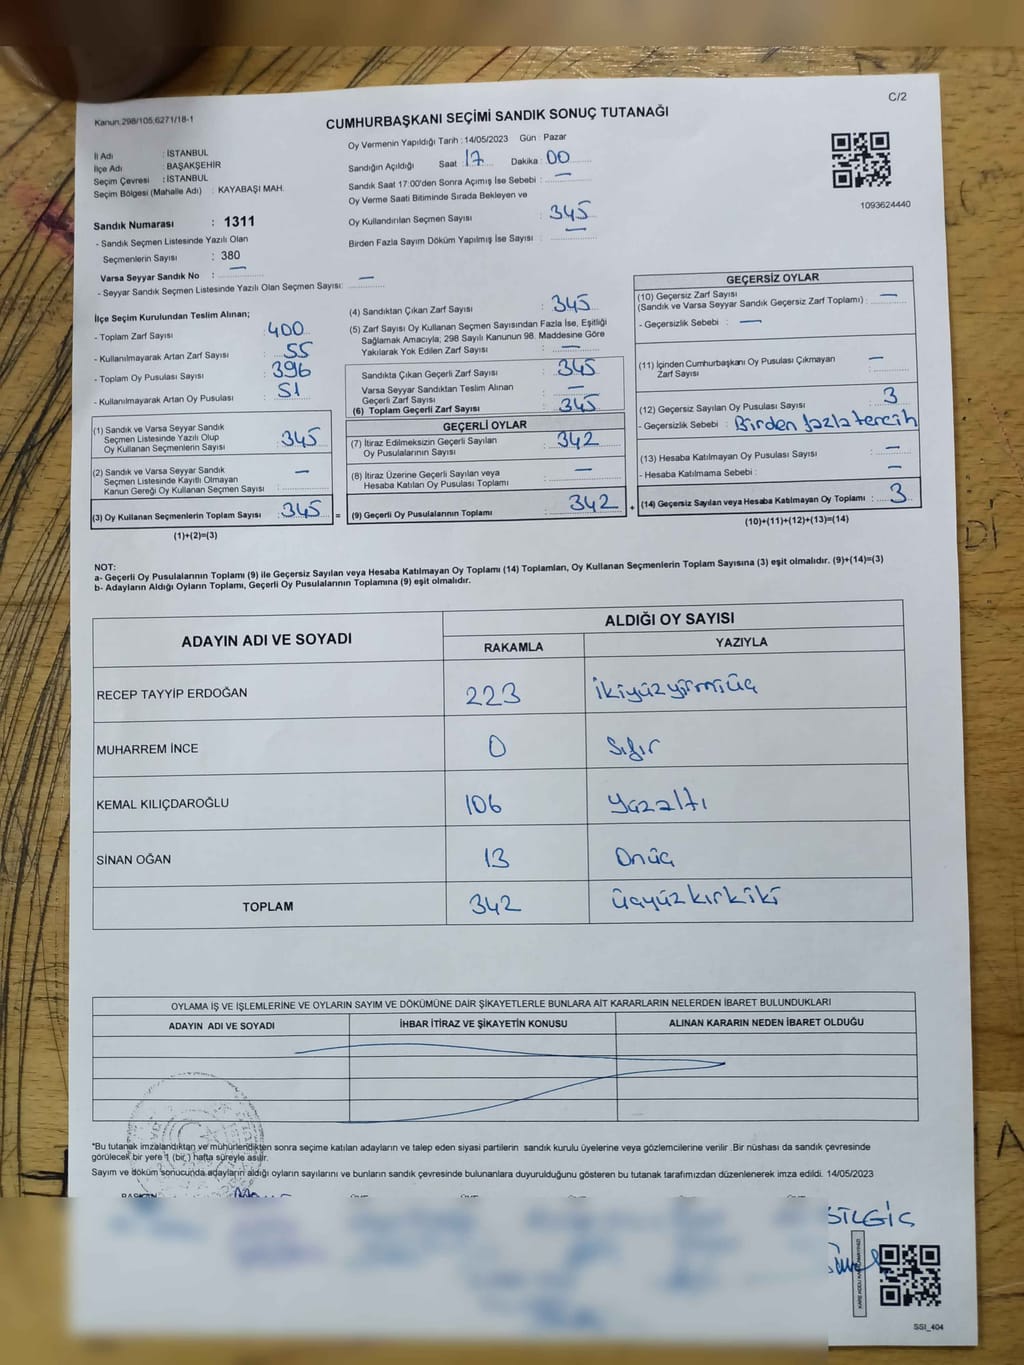 C/2
Kanun.298/105,6271/18-1
CUMHURBAŞKANI SEÇİMİ SANDIK SONUÇ TUTANAĞI
İl Adı : İSTANBUL
İlçe Adı : BAŞAKŞEHİR
Seçim Çevresi : İSTANBUL
Seçim Bölgesi (Mahalle Adı) : KAYABAŞI MAH.
Sandık Numarası : 1311
- Sandık Seçmen Listesinde Yazılı Olan
Seçmenlerin Sayısı : 380
Varsa Seyyar Sandık No : —
- Seyyar Sandık Seçmen Listesinde Yazılı Olan Seçmen Sayısı: —
Oy Vermenin Yapıldığı Tarih : 14/05/2023 Gün : Pazar
Sandığın Açıldığı Saat : 17 Dakika : 00
Sandık Saat 17:00'den Sonra Açımış İse Sebebi : —
Oy Verme Saati Bitiminde Sırada Bekleyen ve
Oy Kullandırılan Seçmen Sayısı : 345
Birden Fazla Sayım Döküm Yapılmış İse Sayısı : —
1093624440
İlçe Seçim Kurulundan Teslim Alınan;
- Toplam Zarf Sayısı : 400
- Kullanılmayarak Artan Zarf Sayısı : 55
- Toplam Oy Pusulası Sayısı : 396
- Kullanılmayarak Artan Oy Pusulası : 51
(1) Sandık ve Varsa Seyyar Sandık
Seçmen Listesinde Yazılı Olup
Oy Kullanan Seçmenlerin Sayısı : 345
(2) Sandık ve Varsa Seyyar Sandık
Seçmen Listesinde Kayıtlı Olmayan
Kanun Gereği Oy Kullanan Seçmen Sayısı : —
(3) Oy Kullanan Seçmenlerin Toplam Sayısı : 345
(1)+(2)=(3)
=
(4) Sandıktan Çıkan Zarf Sayısı : 345
(5) Zarf Sayısı Oy Kullanan Seçmen Sayısından Fazla İse, Eşitliği
Sağlamak Amacıyla; 298 Sayılı Kanunun 98. Maddesine Göre
Yakılarak Yok Edilen Zarf Sayısı : —
Sandıkta Çıkan Geçerli Zarf Sayısı : 345
Varsa Seyyar Sandıktan Teslim Alınan
Geçerli Zarf Sayısı : —
(6) Toplam Geçerli Zarf Sayısı : 345
GEÇERLİ OYLAR
(7) İtiraz Edilmeksizin Geçerli Sayılan
Oy Pusulalarının Sayısı : 342
(8) İtiraz Üzerine Geçerli Sayılan veya
Hesaba Katılan Oy Pusulası Toplamı : —
(9) Geçerli Oy Pusulalarının Toplamı : 342
+
GEÇERSİZ OYLAR
(10) Geçersiz Zarf Sayısı
(Sandık ve Varsa Seyyar Sandık Geçersiz Zarf Toplamı) : —
- Geçersizlik Sebebi : —
(11) İçinden Cumhurbaşkanı Oy Pusulası Çıkmayan
Zarf Sayısı : —
(12) Geçersiz Sayılan Oy Pusulası Sayısı : 3
- Geçersizlik Sebebi : Birden fazla tercih
(13) Hesaba Katılmayan Oy Pusulası Sayısı : —
- Hesaba Katılmama Sebebi : —
(14) Geçersiz Sayılan veya Hesaba Katılmayan Oy Toplamı : 3
(10)+(11)+(12)+(13)=(14)
NOT:
a- Geçerli Oy Pusulalarının Toplamı (9) ile Geçersiz Sayılan veya Hesaba Katılmayan Oy Toplamı (14) Toplamları, Oy Kullanan Seçmenlerin Toplam Sayısına (3) eşit olmalıdır. (9)+(14)=(3)
b- Adayların Aldığı Oyların Toplamı, Geçerli Oy Pusulalarının Toplamına (9) eşit olmalıdır.
ADAYIN ADI VE SOYADI ALDIĞI OY SAYISI
RAKAMLA YAZIYLA
RECEP TAYYİP ERDOĞAN 223 ikiyüzyirmiüç
MUHARREM İNCE 0 Sıfır
KEMAL KILIÇDAROĞLU 106 Yüzaltı
SİNAN OĞAN 13 Onüç
TOPLAM 342 Üçyüzkırkiki
OYLAMA İŞ VE İŞLEMLERİNE VE OYLARIN SAYIM VE DÖKÜMÜNE DAİR ŞİKAYETLERLE BUNLARA AİT KARARLARIN NELERDEN İBARET BULUNDUKLARI
ADAYIN ADI VE SOYADI İHBAR İTİRAZ VE ŞİKAYETİN KONUSU ALINAN KARARIN NEDEN İBARET OLDUĞU
*Bu tutanak imzalandıktan ve mühürlendikten sonra seçime katılan adayların ve talep eden siyasi partilerin sandık kurulu üyelerine veya gözlemcilerine verilir. Bir nüshası da sandık çevresinde
görülecek bir yere 1 (bir) hafta süreyle asılır.
Sayım ve döküm sonucunda adayların aldığı oyların sayılarını ve bunların sandık çevresinde bulunanlara duyurulduğunu gösteren bu tutanak tarafımızdan düzenlenerek imza edildi. 14/05/2023
BİLGİÇ
SSI_404